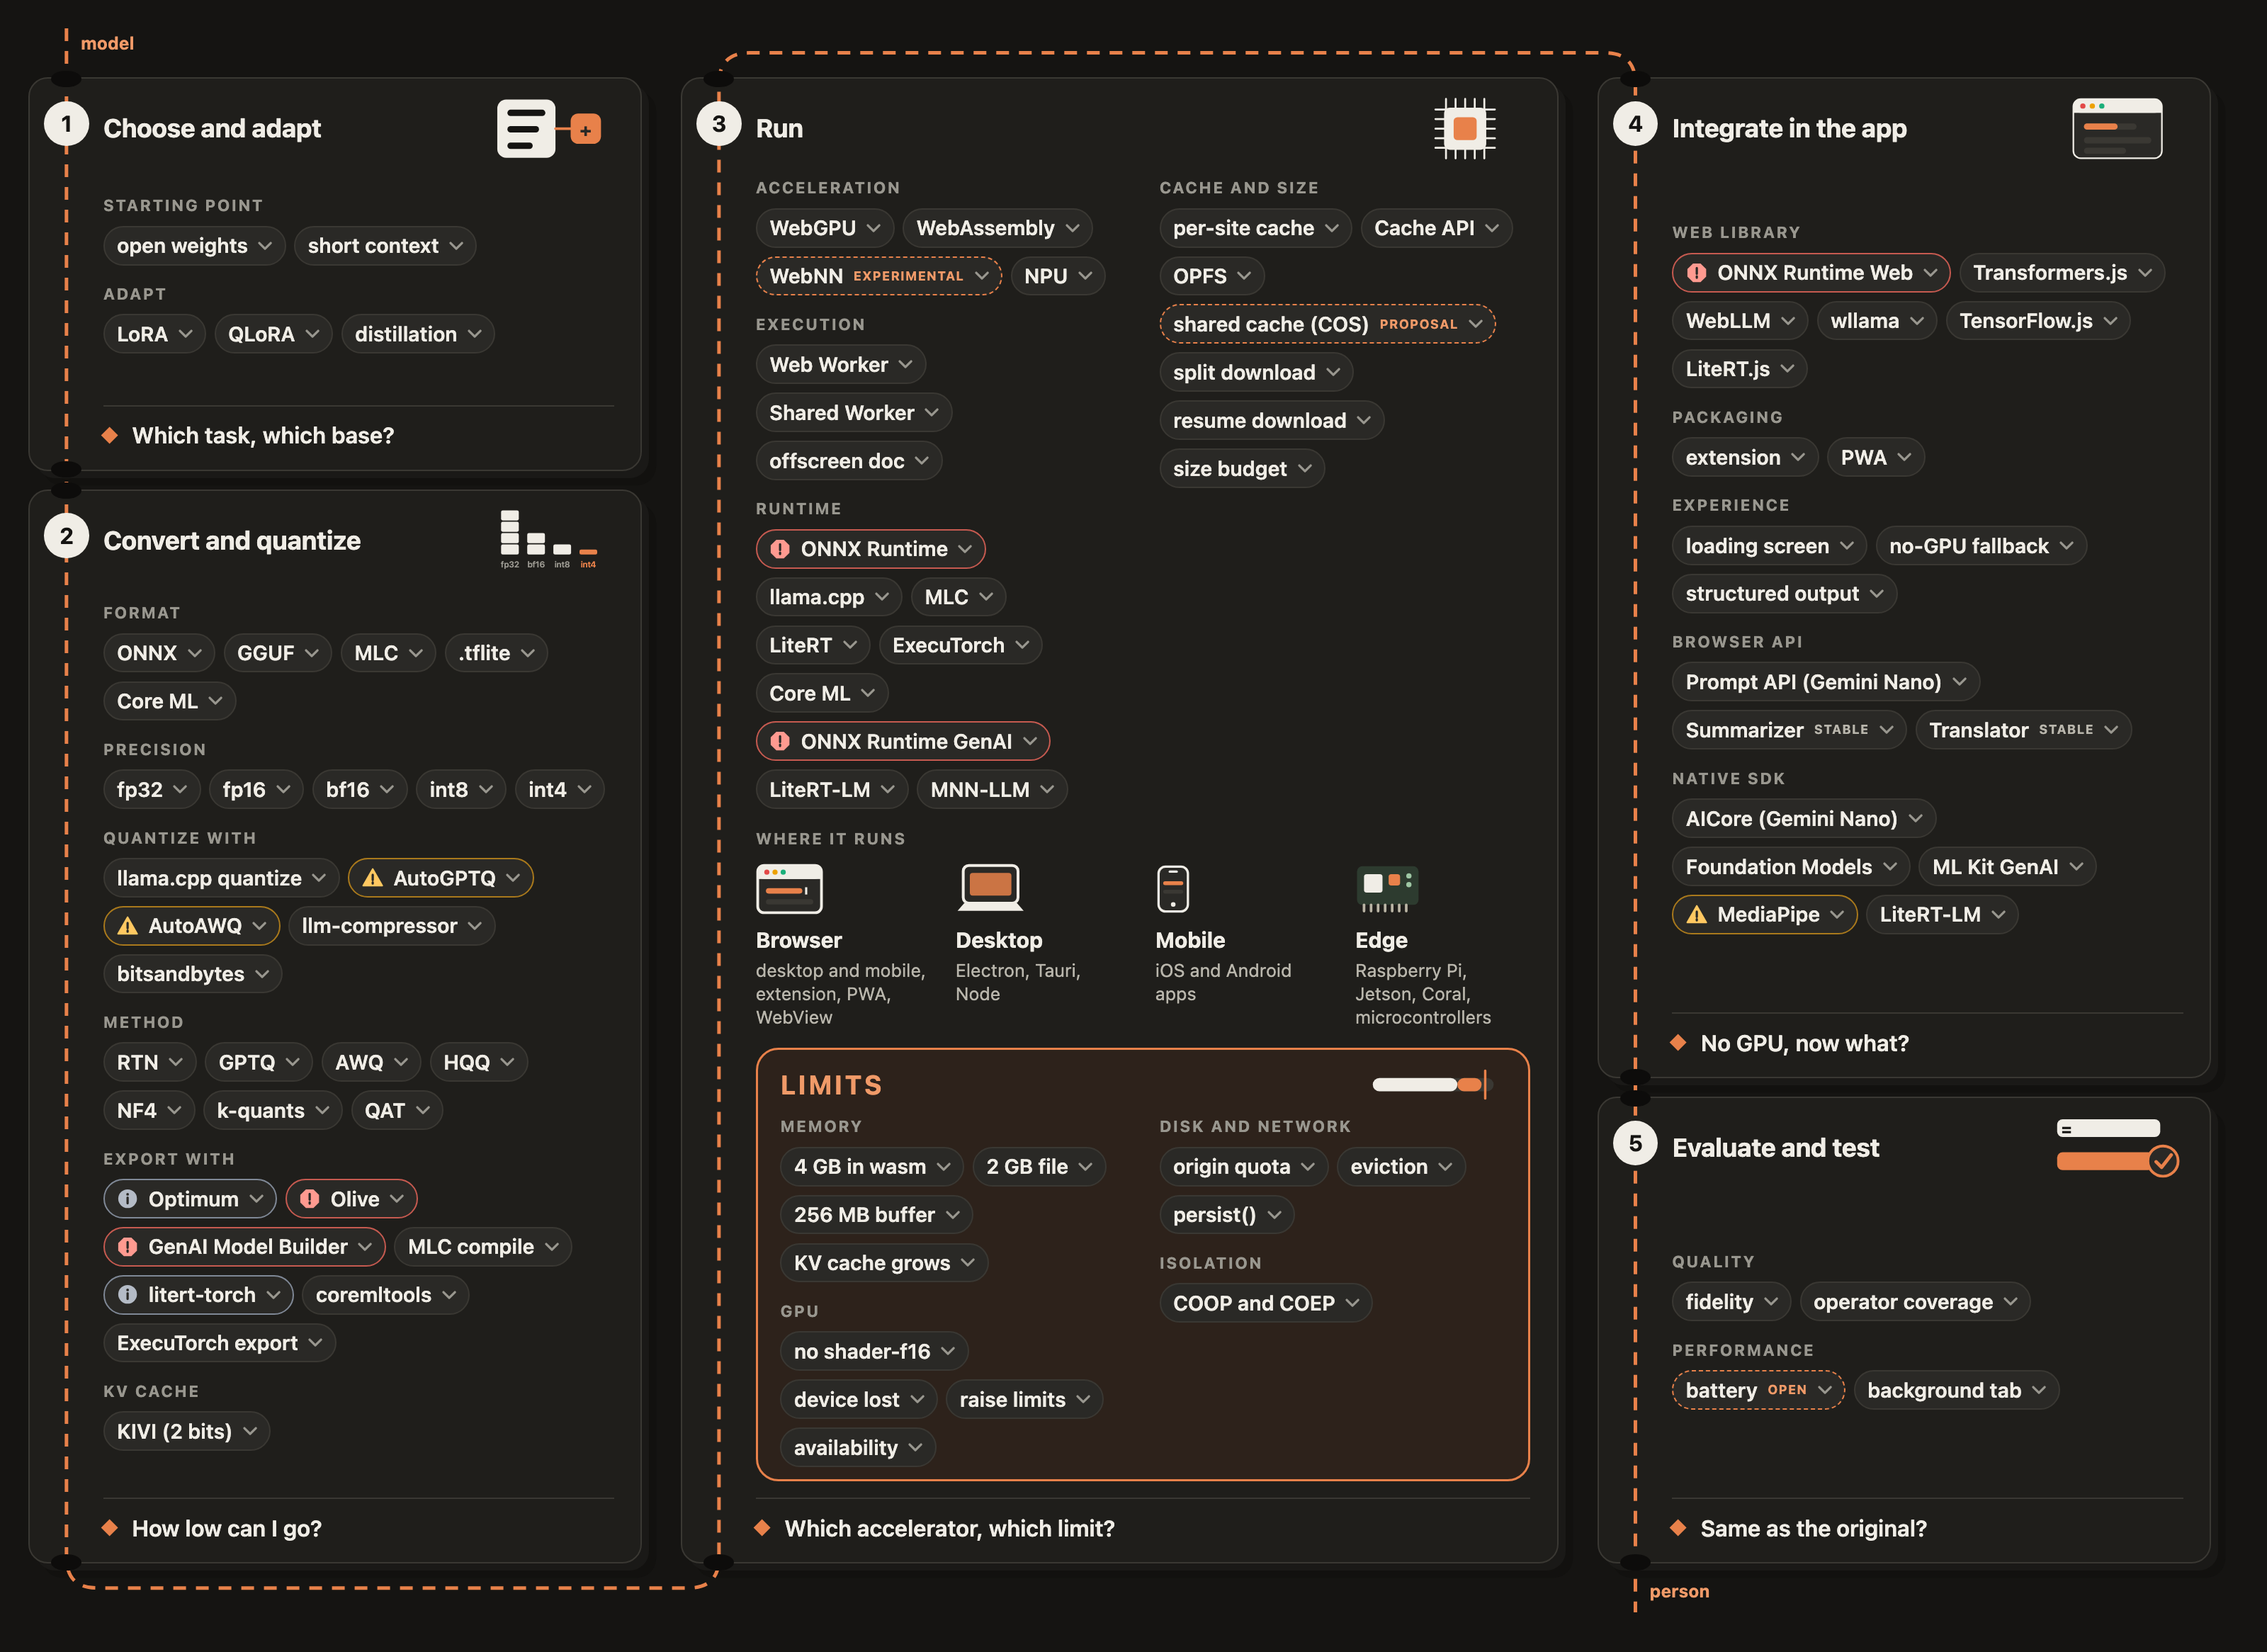 model
1
Choose and adapt
+
STARTING POINT
open weights
short context
ADAPT
LoRA
QLoRA
distillation
Which task, which base?
2
Convert and quantize
fp32 bf16 int8 int4
FORMAT
ONNX
GGUF
MLC
.tflite
Core ML
PRECISION
fp32
fp16
bf16
int8
int4
QUANTIZE WITH
llama.cpp quantize
AutoGPTQ
AutoAWQ
llm-compressor
bitsandbytes
METHOD
RTN
GPTQ
AWQ
HQQ
NF4
k-quants
QAT
EXPORT WITH
Optimum
Olive
GenAI Model Builder
MLC compile
litert-torch
coremltools
ExecuTorch export
KV CACHE
KIVI (2 bits)
How low can I go?
3
Run
ACCELERATION
WebGPU
WebAssembly
WebNN EXPERIMENTAL
NPU
EXECUTION
Web Worker
Shared Worker
offscreen doc
RUNTIME
ONNX Runtime
llama.cpp
MLC
LiteRT
ExecuTorch
Core ML
ONNX Runtime GenAI
LiteRT-LM
MNN-LLM
CACHE AND SIZE
per-site cache
Cache API
OPFS
shared cache (COS) PROPOSAL
split download
resume download
size budget
WHERE IT RUNS
Browser
desktop and mobile,
extension, PWA,
WebView
Desktop
Electron, Tauri,
Node
Mobile
iOS and Android
apps
Edge
Raspberry Pi,
Jetson, Coral,
microcontrollers
LIMITS
MEMORY
4 GB in wasm
2 GB file
256 MB buffer
KV cache grows
GPU
no shader-f16
device lost
raise limits
availability
DISK AND NETWORK
origin quota
eviction
persist()
ISOLATION
COOP and COEP
Which accelerator, which limit?
4
Integrate in the app
WEB LIBRARY
ONNX Runtime Web
Transformers.js
WebLLM
wllama
TensorFlow.js
LiteRT.js
PACKAGING
extension
PWA
EXPERIENCE
loading screen
no-GPU fallback
structured output
BROWSER API
Prompt API (Gemini Nano)
Summarizer STABLE
Translator STABLE
NATIVE SDK
AICore (Gemini Nano)
Foundation Models
ML Kit GenAI
MediaPipe
LiteRT-LM
No GPU, now what?
5
Evaluate and test
=
QUALITY
fidelity
operator coverage
PERFORMANCE
battery OPEN
background tab
Same as the original?
person